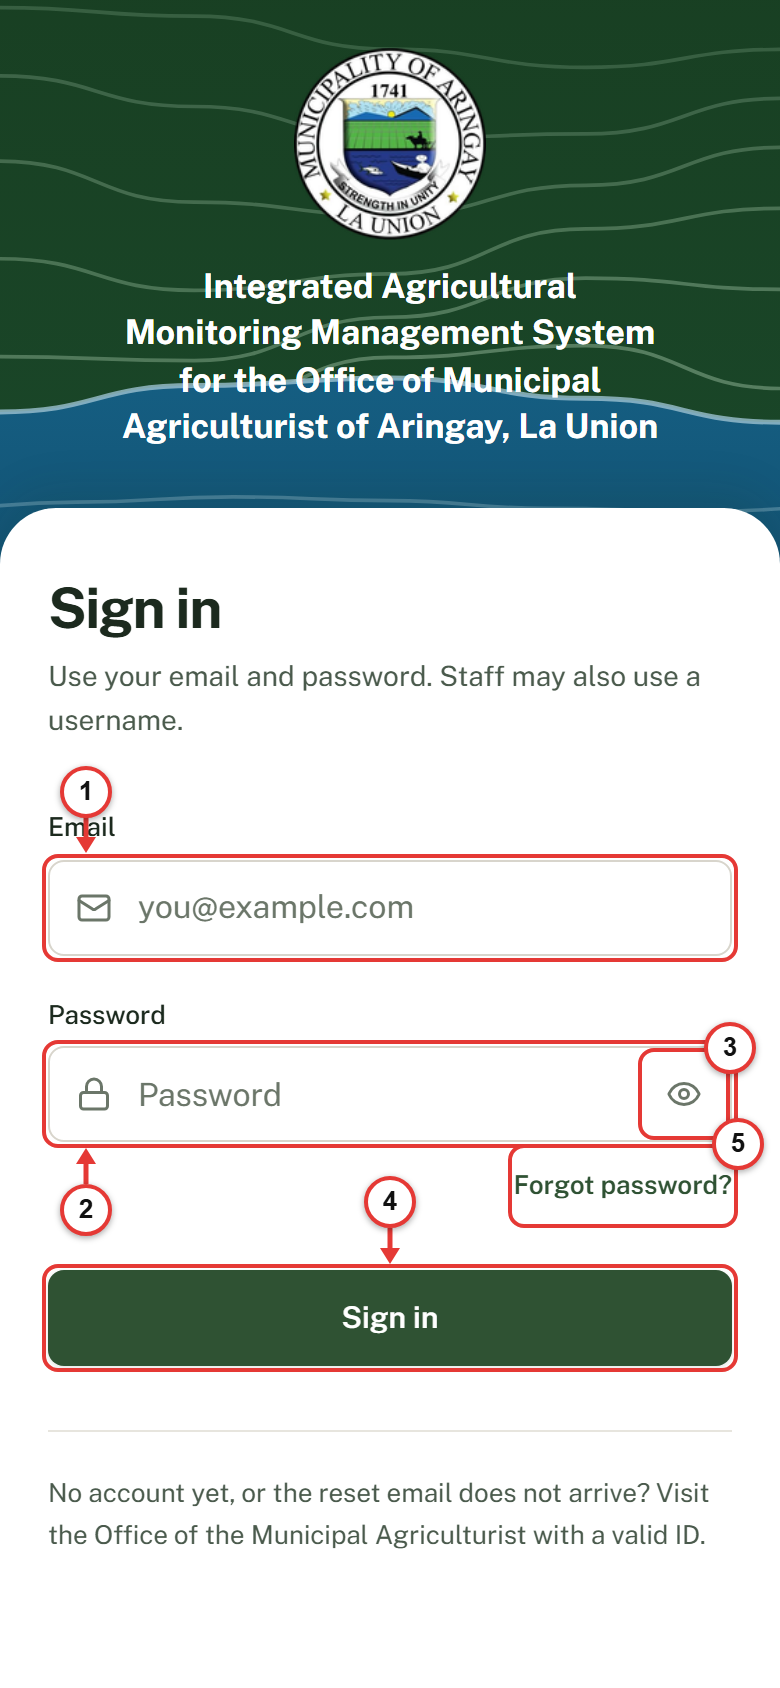 MUNICIPALITY OF ARINGAY
1741
STRENGTH IN UNITY
LA UNION
Integrated Agricultural
Monitoring Management System
for the Office of Municipal
Agriculturist of Aringay, La Union
Sign in
Use your email and password. Staff may also use a
username.
1
Email
you@example.com
Password
3
Password
5
Forgot password?
2
4
Sign in
No account yet, or the reset email does not arrive? Visit
the Office of the Municipal Agriculturist with a valid ID.